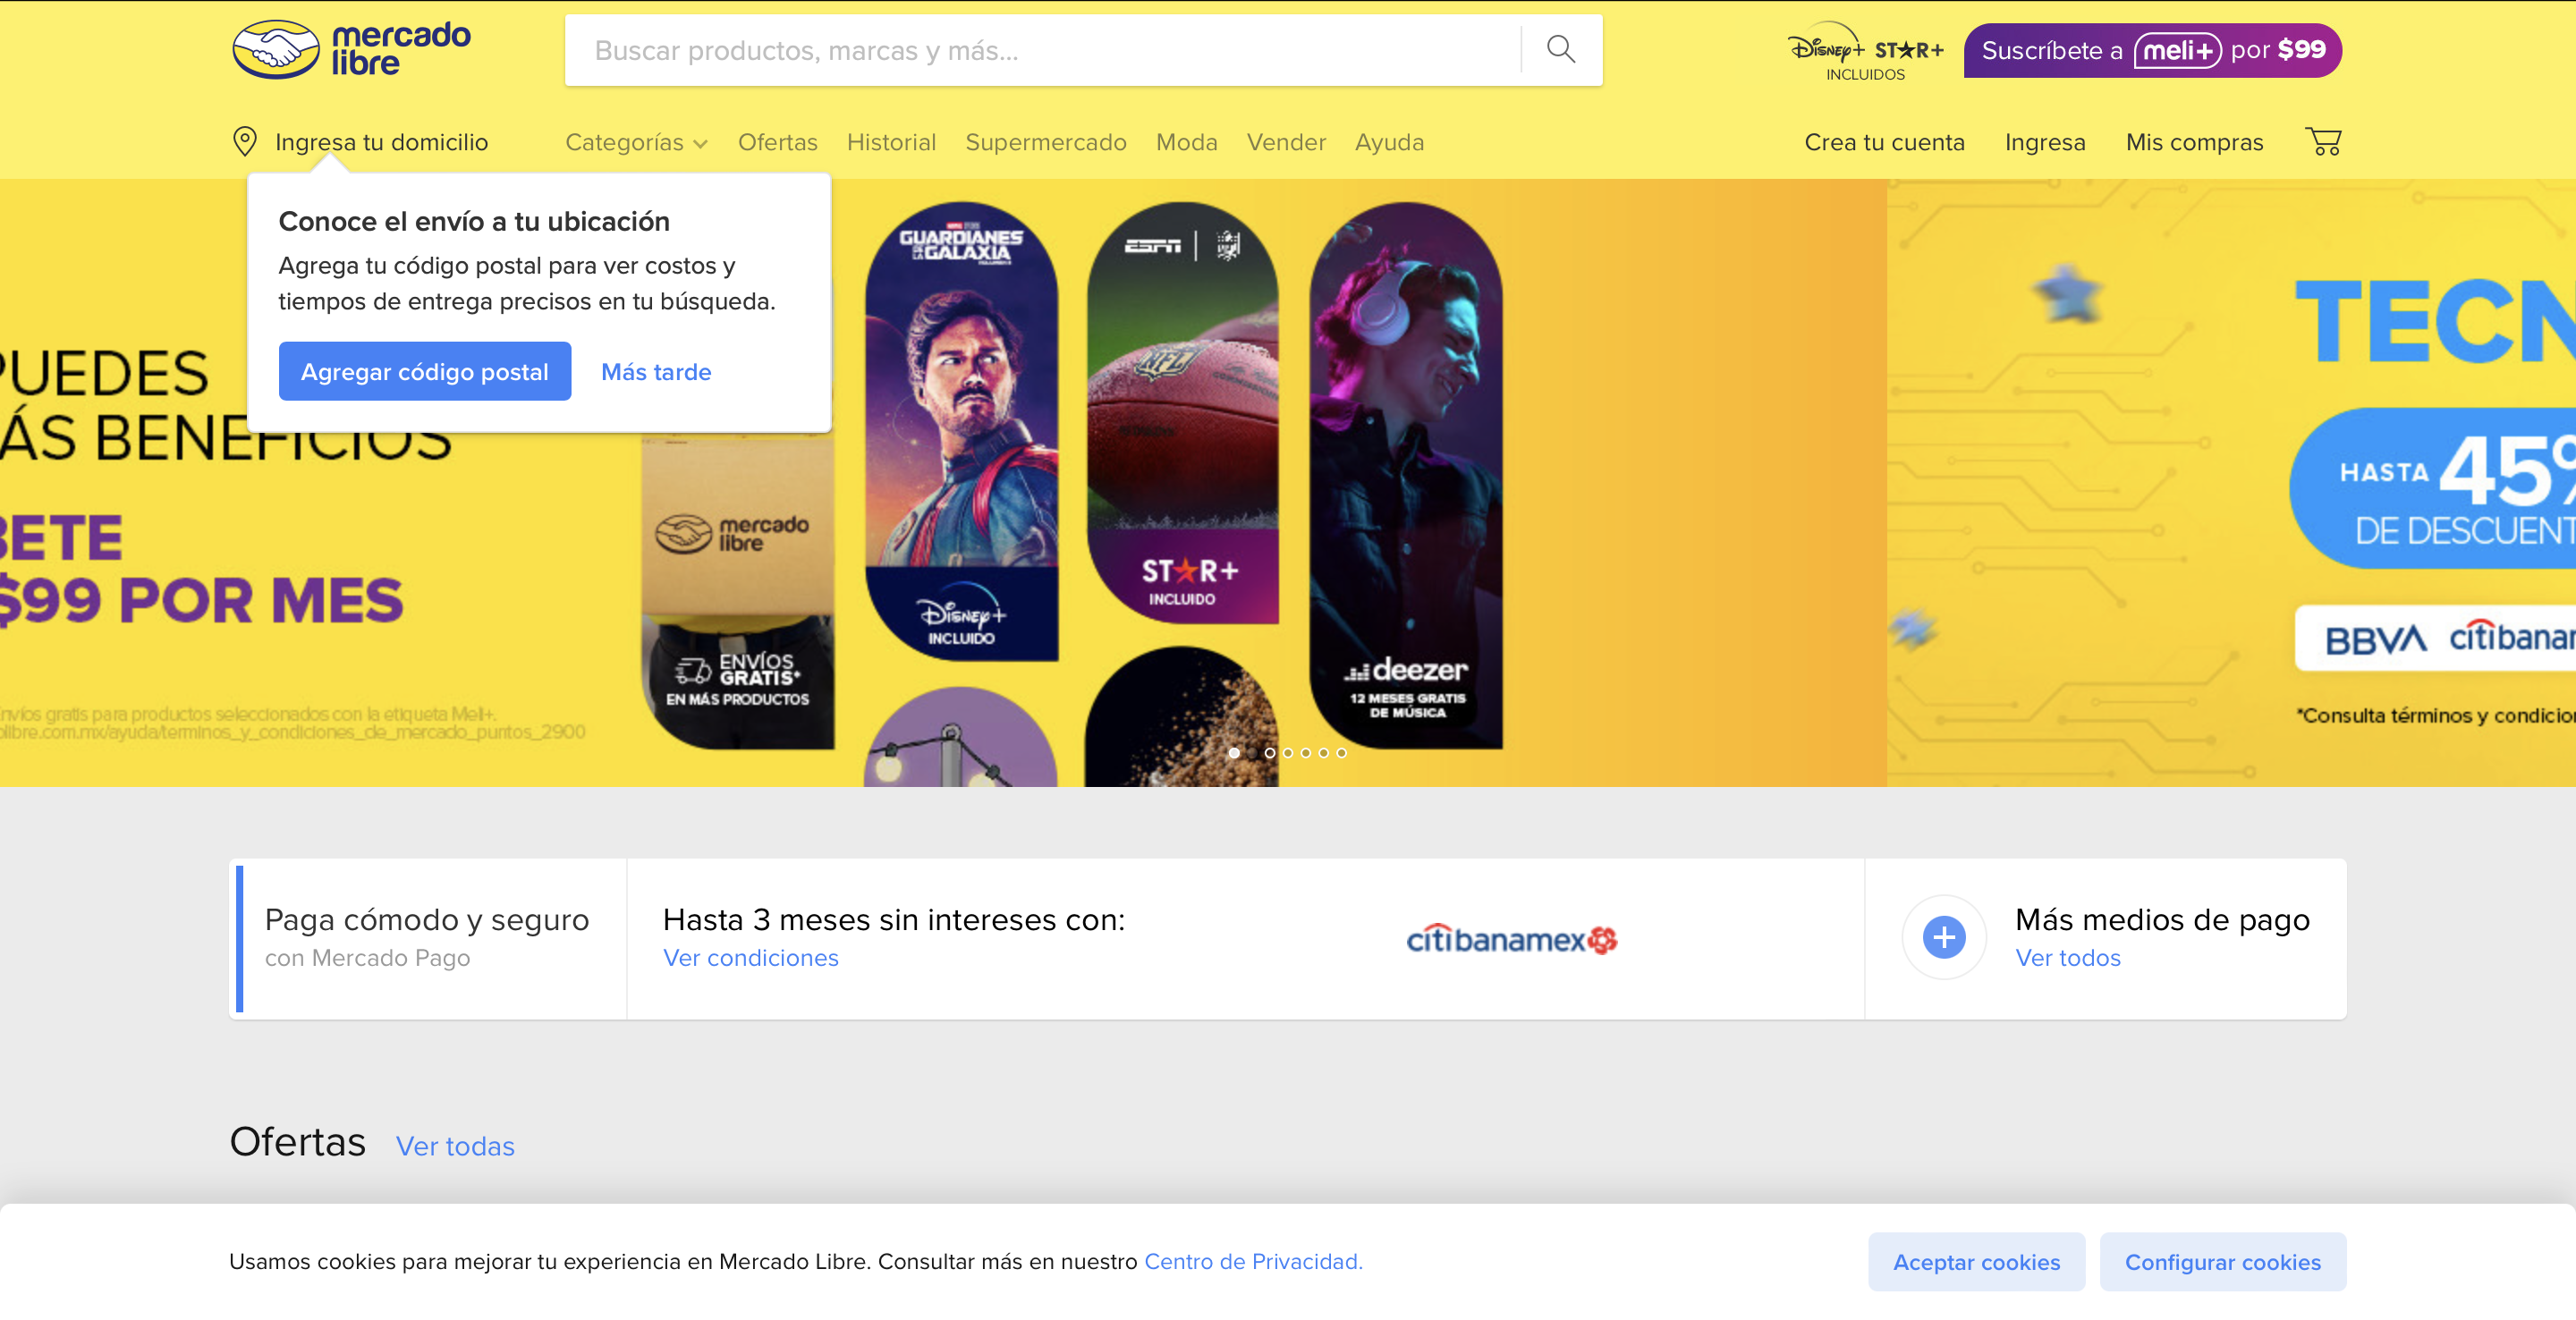 mercado
libre
Buscar productos, marcas y más...
Disney+ STAR+
INCLUIDOS
Suscríbete a meli+ por $99
Ingresa tu domicilio
Categorías
Ofertas
Historial
Supermercado
Moda
Vender
Ayuda
Crea tu cuenta
Ingresa
Mis compras
Conoce el envío a tu ubicación
Agrega tu código postal para ver costos y
tiempos de entrega precisos en tu búsqueda.
Agregar código postal
Más tarde
PUEDES
ÁS BENEFICIOS
BETE
$99 POR MES
nvíos gratis para productos seleccionados con la etiqueta Meli+.
olibre.com.mx/ayuda/terminos_y_condiciones_de_mercado_puntos_2900
mercado
libre
ENVÍOS
GRATIS*
EN MÁS PRODUCTOS
GUARDIANES
DE LA GALAXIA
Disney+
INCLUIDO
ESPN
NFL
STAR+
INCLUIDO
deezer
12 MESES GRATIS
DE MÚSICA
TECN
HASTA 45%
DE DESCUENT
BBVA citibanam
*Consulta términos y condicion
Paga cómodo y seguro
con Mercado Pago
Hasta 3 meses sin intereses con:
Ver condiciones
citibanamex
Más medios de pago
Ver todos
Ofertas
Ver todas
Usamos cookies para mejorar tu experiencia en Mercado Libre. Consultar más en nuestro Centro de Privacidad.
Aceptar cookies
Configurar cookies